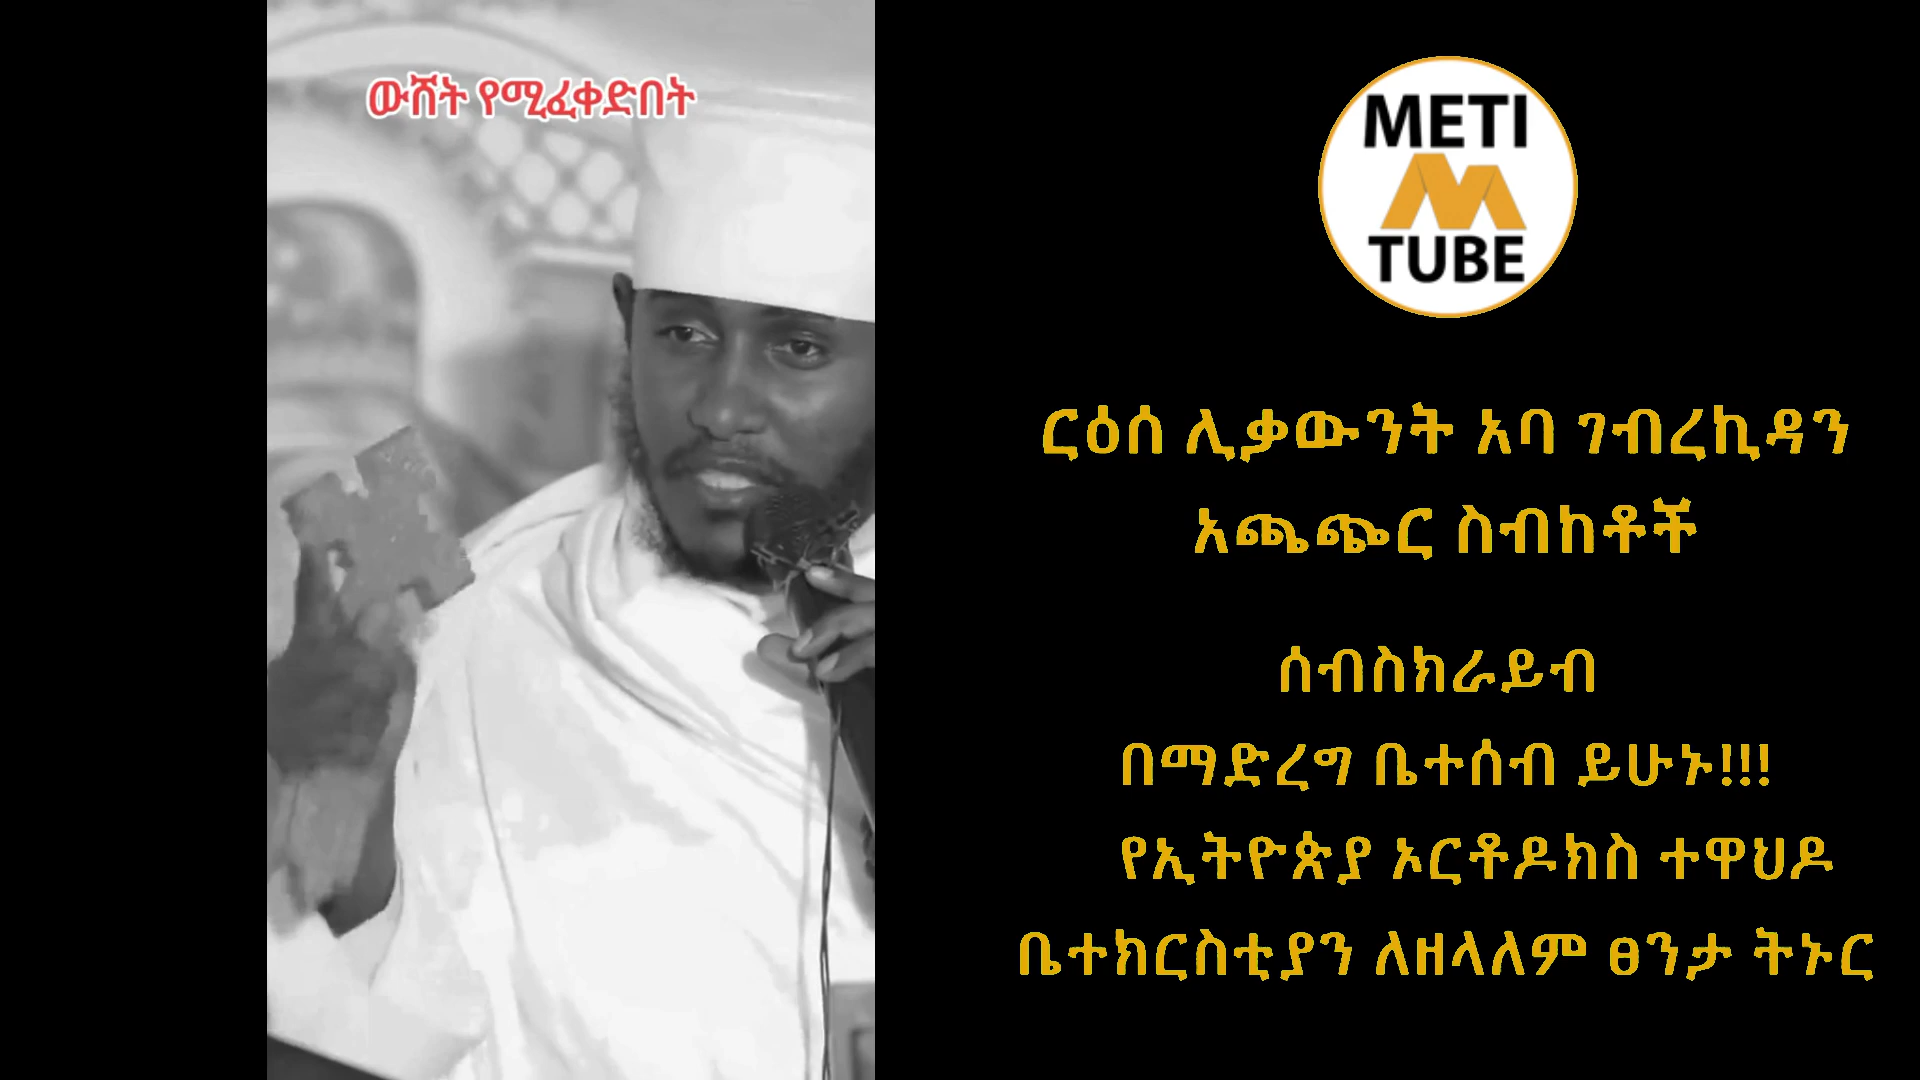 ውሸት የሚፈቀድበት
METI
TUBE
ርዕሰ ሊቃውንት አባ ገብረኪዳን
አጫጭር ስብከቶች
ሰብስክራይብ
በማድረግ ቤተሰብ ይሁኑ!!!
የኢትዮጵያ ኦርቶዶክስ ተዋህዶ
ቤተክርስቲያን ለዘላለም ፀንታ ትኑር